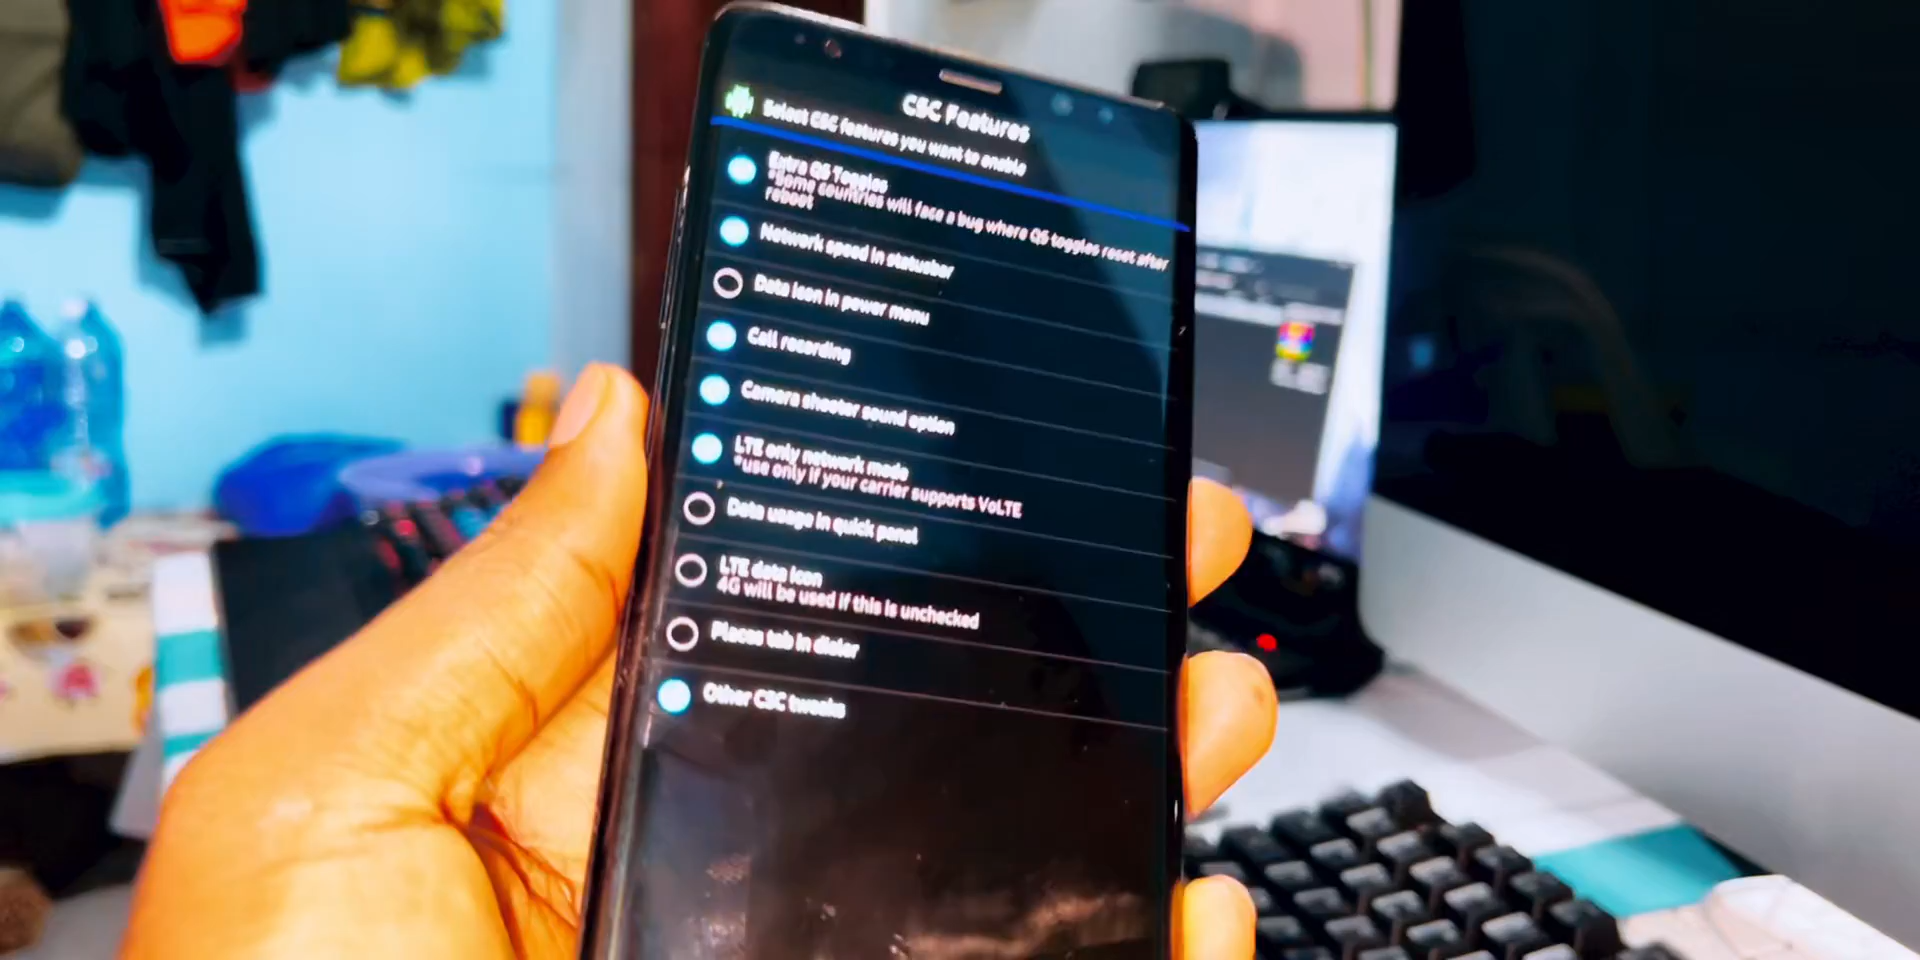 CSC Features
Select CSC features you want to enable
Extra QS Toggles
*Some countries will face a bug where QS toggles reset after
reboot
Network speed in statusbar
Data icon in power menu
Call recording
Camera shooter sound option
LTE only network mode
*use only if your carrier supports VoLTE
Data usage in quick panel
LTE data icon
4G will be used if this is unchecked
Places tab in dialer
Other CSC tweaks